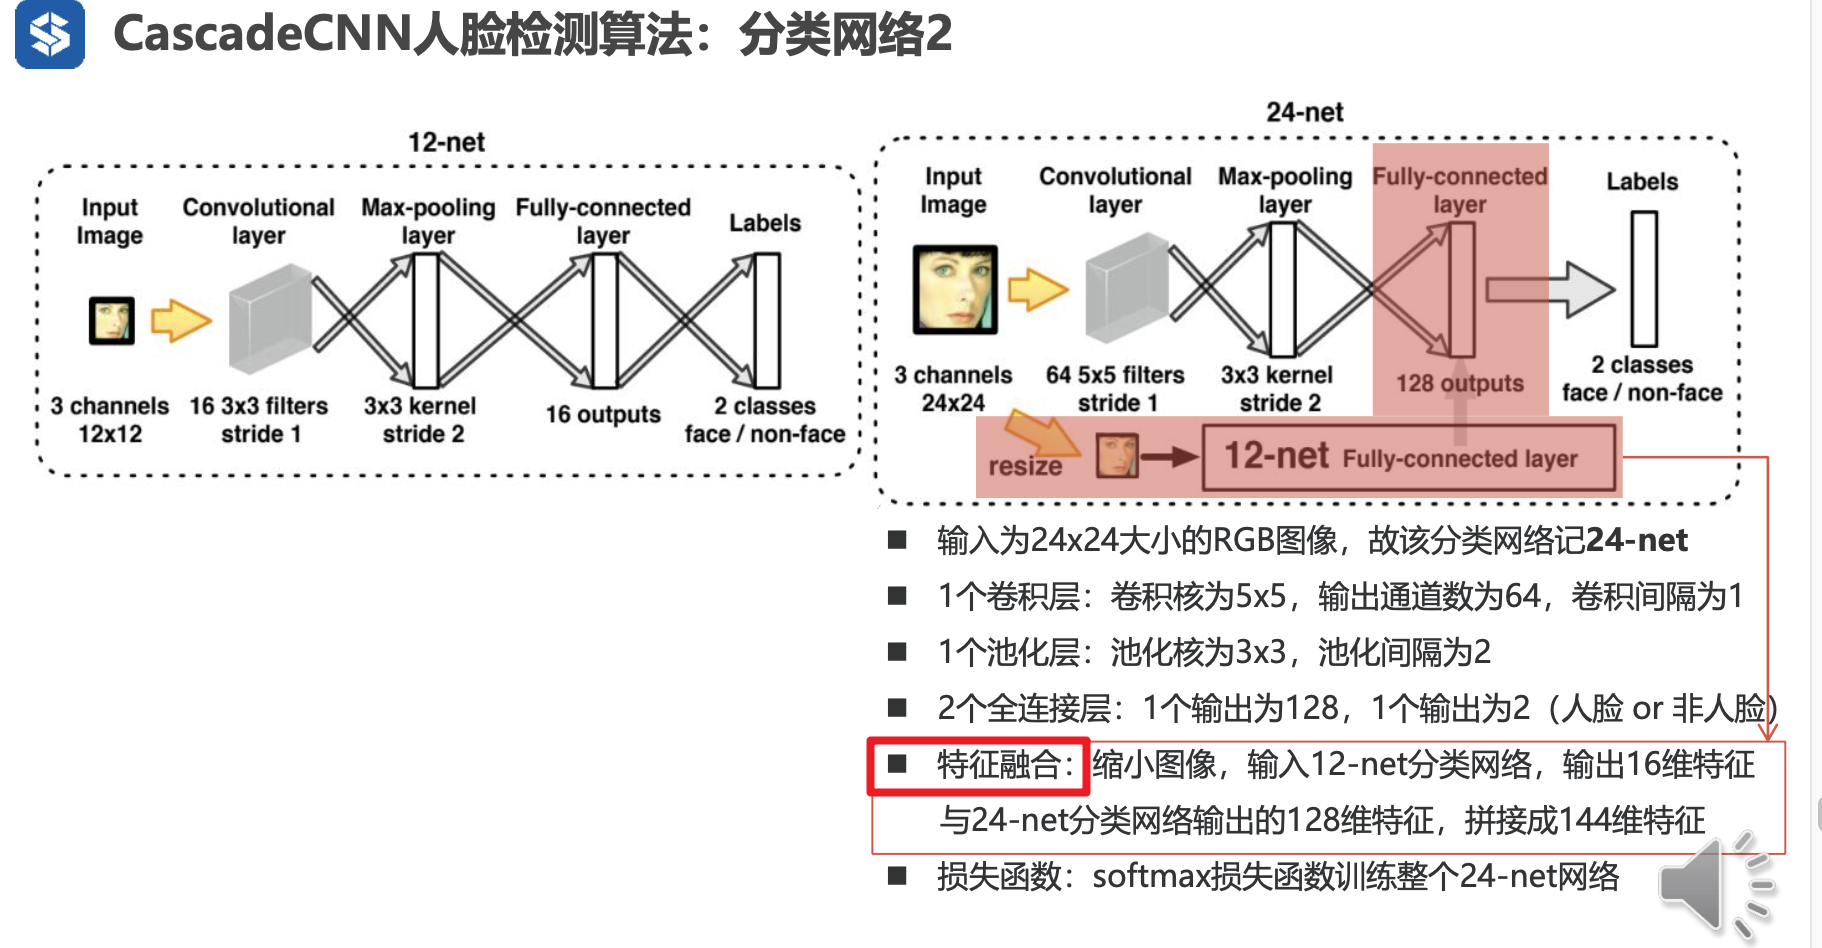 CascadeCNN人脸检测算法：分类网络2
12-net
Input
Image
Convolutional
layer
Max-pooling
layer
Fully-connected
layer
Labels
3 channels
12x12
16 3x3 filters
stride 1
3x3 kernel
stride 2
16 outputs
2 classes
face / non-face
24-net
Input
Image
Convolutional
layer
Max-pooling
layer
Fully-connected
layer
Labels
3 channels
24x24
64 5x5 filters
stride 1
3x3 kernel
stride 2
128 outputs
2 classes
face / non-face
resize
12-net Fully-connected layer
■ 输入为24x24大小的RGB图像，故该分类网络记24-net
■ 1个卷积层：卷积核为5x5，输出通道数为64，卷积间隔为1
■ 1个池化层：池化核为3x3，池化间隔为2
■ 2个全连接层：1个输出为128，1个输出为2（人脸 or 非人脸）
■ 特征融合：缩小图像，输入12-net分类网络，输出16维特征
与24-net分类网络输出的128维特征，拼接成144维特征
■ 损失函数：softmax损失函数训练整个24-net网络